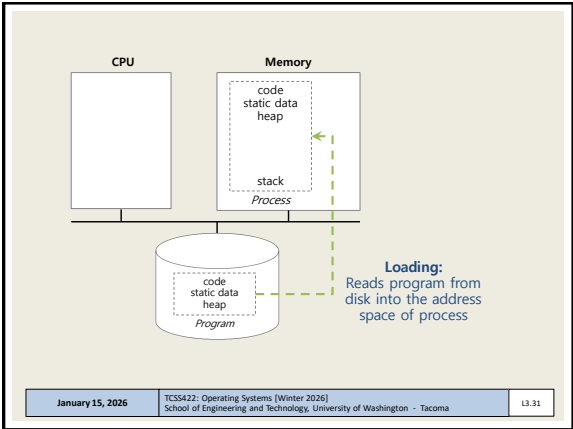 CPU
Memory
code
static data
heap
stack
Process
code
static data
heap
Program
Loading:
Reads program from
disk into the address
space of process
January 15, 2026
TCSS422: Operating Systems [Winter 2026]
School of Engineering and Technology, University of Washington - Tacoma
L3.31